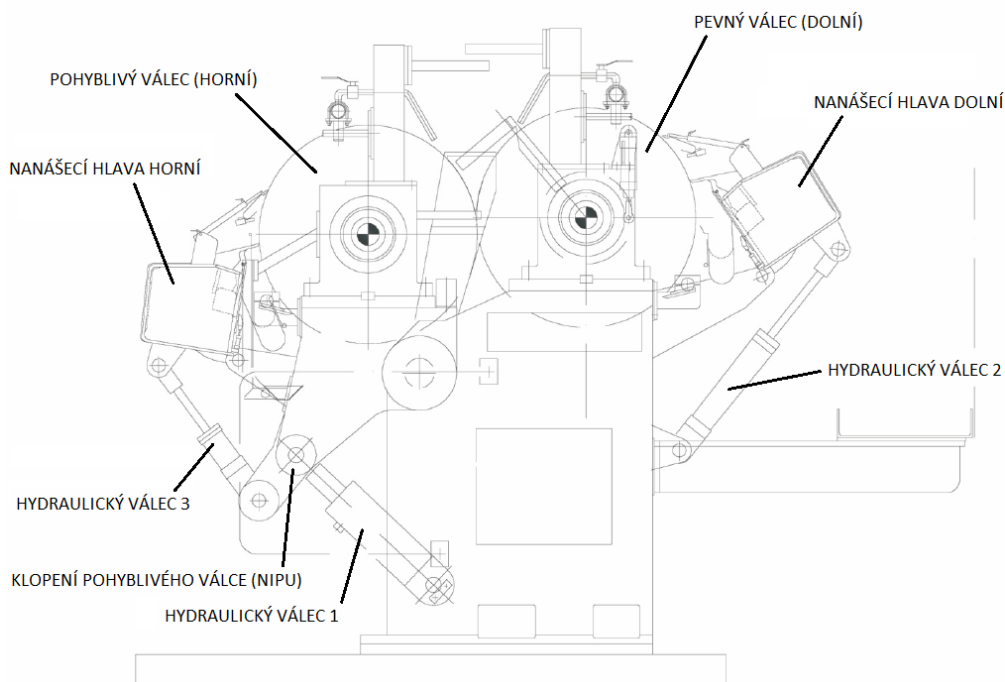 PEVNÝ VÁLEC (DOLNÍ)
POHYBLIVÝ VÁLEC (HORNÍ)
NANÁŠECÍ HLAVA DOLNÍ
NANÁŠECÍ HLAVA HORNÍ
HYDRAULICKÝ VÁLEC 2
HYDRAULICKÝ VÁLEC 3
KLOPENÍ POHYBLIVÉHO VÁLCE (NIPU)
HYDRAULICKÝ VÁLEC 1